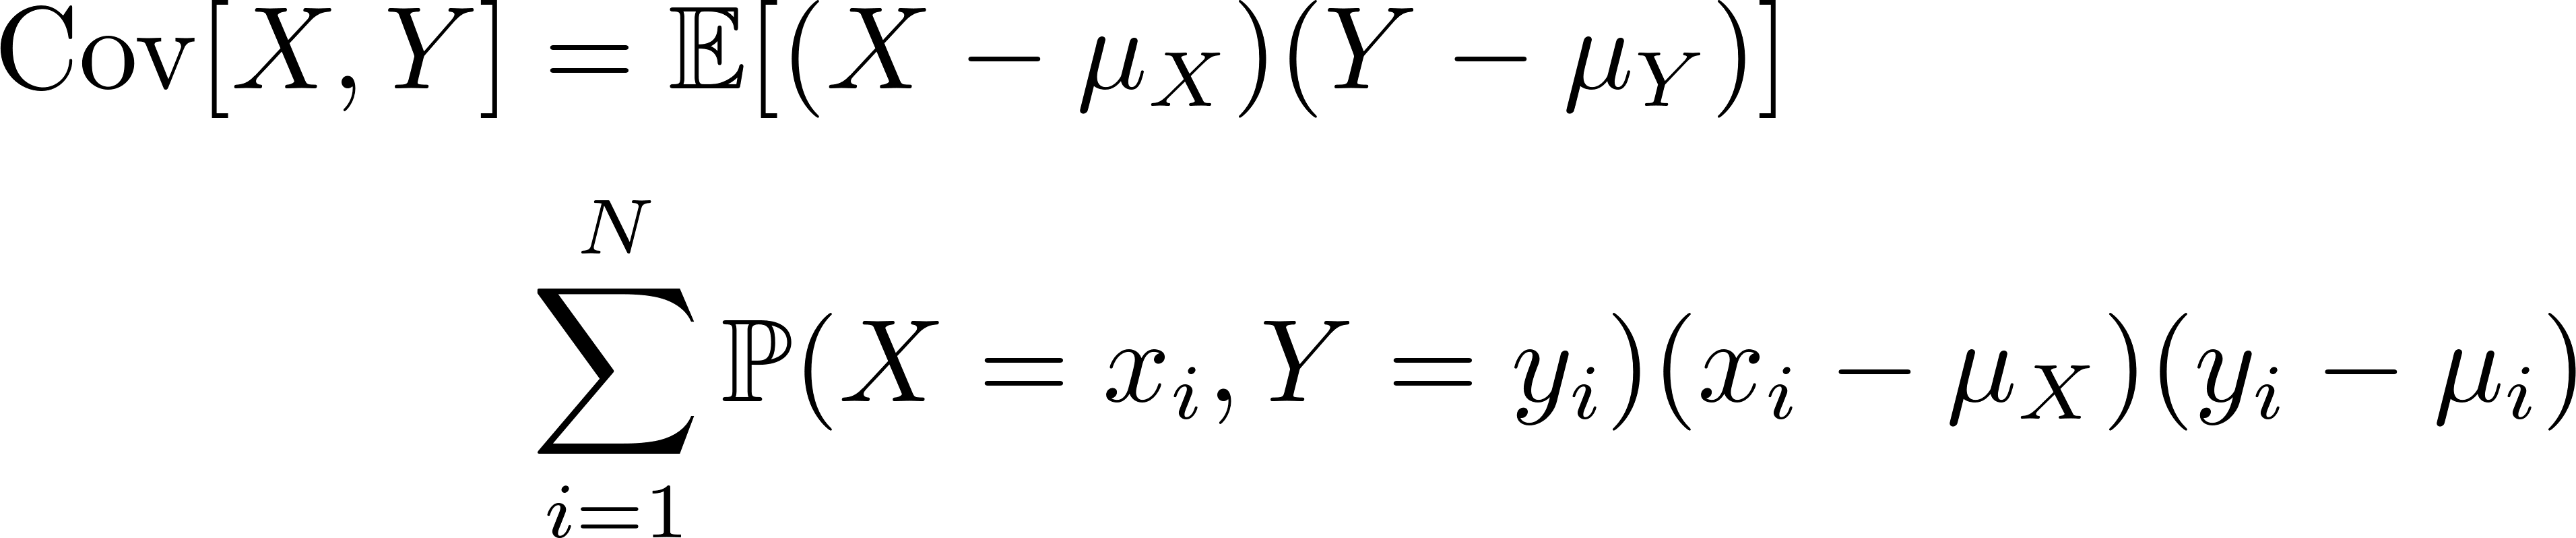 Cov[X, Y] = 𝔼[(X − μ_X)(Y − μ_Y)]
∑_{i=1}^{N} ℙ(X = x_i, Y = y_i)(x_i − μ_X)(y_i − μ_i)